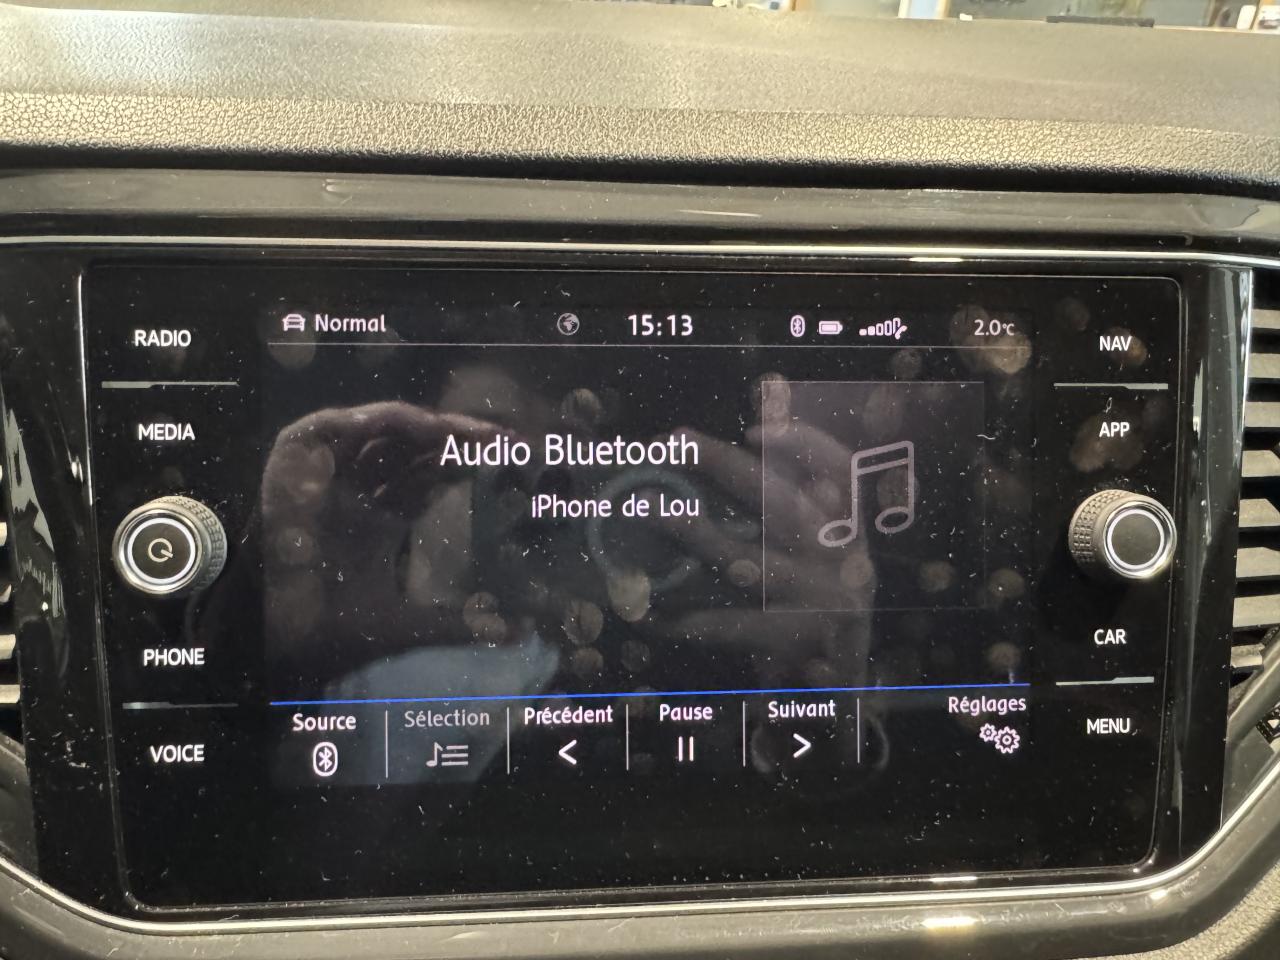 RADIO
MEDIA
PHONE
VOICE
Normal
15:13
2.0°C
Audio Bluetooth
iPhone de Lou
Source
Sélection
Précédent
Pause
Suivant
Réglages
NAV
APP
CAR
MENU